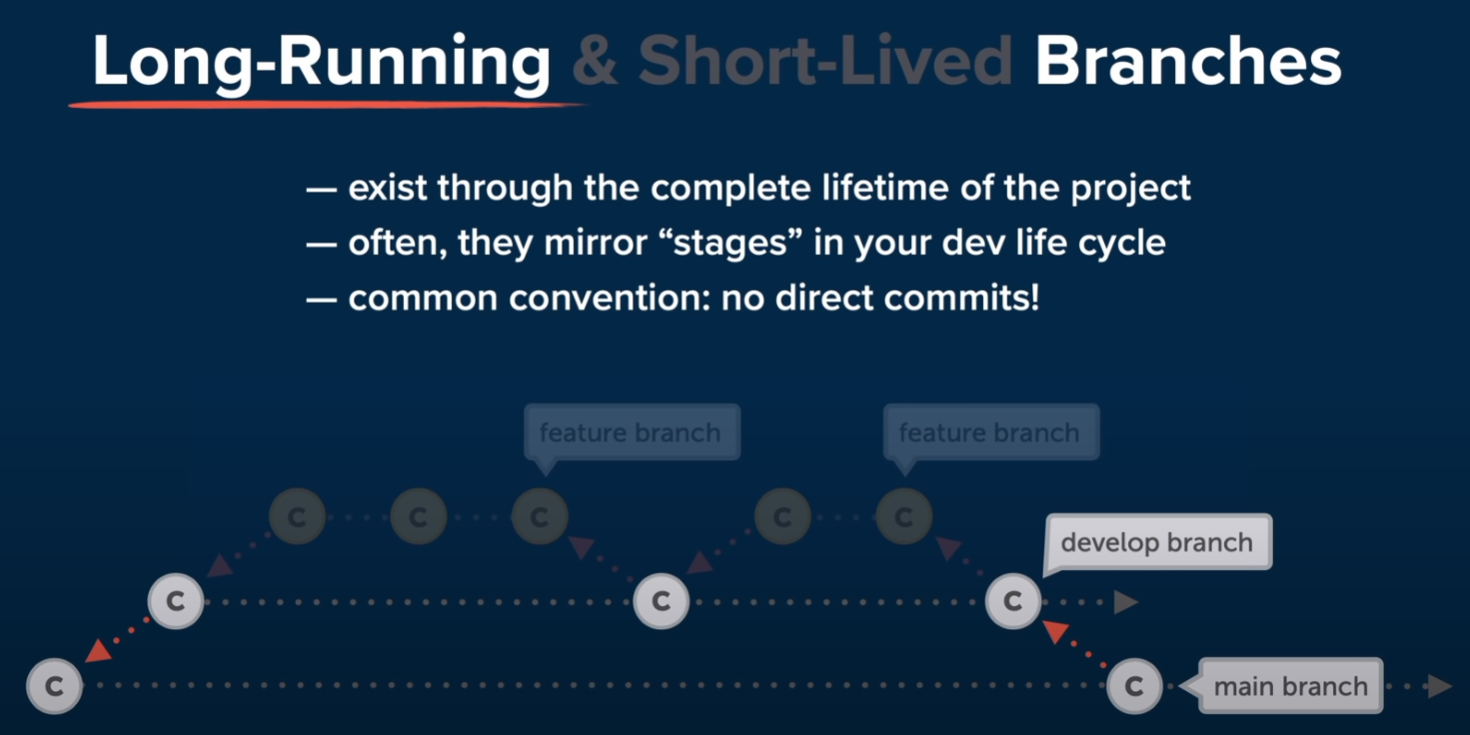 Long-Running & Short-Lived Branches
— exist through the complete lifetime of the project
— often, they mirror “stages” in your dev life cycle
— common convention: no direct commits!
feature branch
feature branch
C
C
C
C
C
develop branch
C
C
C
C
C
main branch